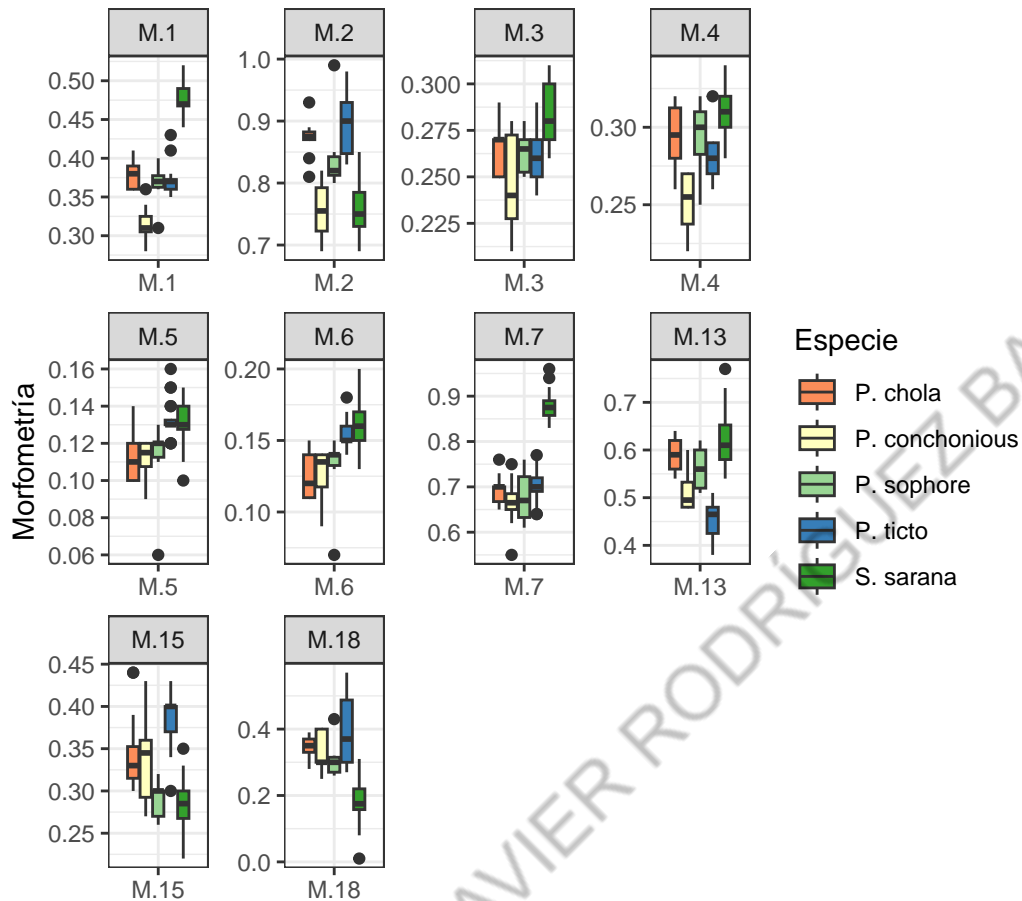 M.1 M.2 M.3 M.4
0.50
0.45
0.40
0.35
0.30
1.0
0.9
0.8
0.7
0.300
0.275
0.250
0.225
0.30
0.25
M.1 M.2 M.3 M.4
M.5 M.6 M.7 M.13
0.16
0.14
0.12
0.10
0.08
0.06
0.20
0.15
0.10
0.9
0.8
0.7
0.6
0.7
0.6
0.5
0.4
M.5 M.6 M.7 M.13
M.15 M.18
0.45
0.40
0.35
0.30
0.25
0.4
0.2
0.0
M.15 M.18
Morfometría
Especie
P. chola
P. conchonious
P. sophore
P. ticto
S. sarana
AVIER RODRÍGUEZ BA